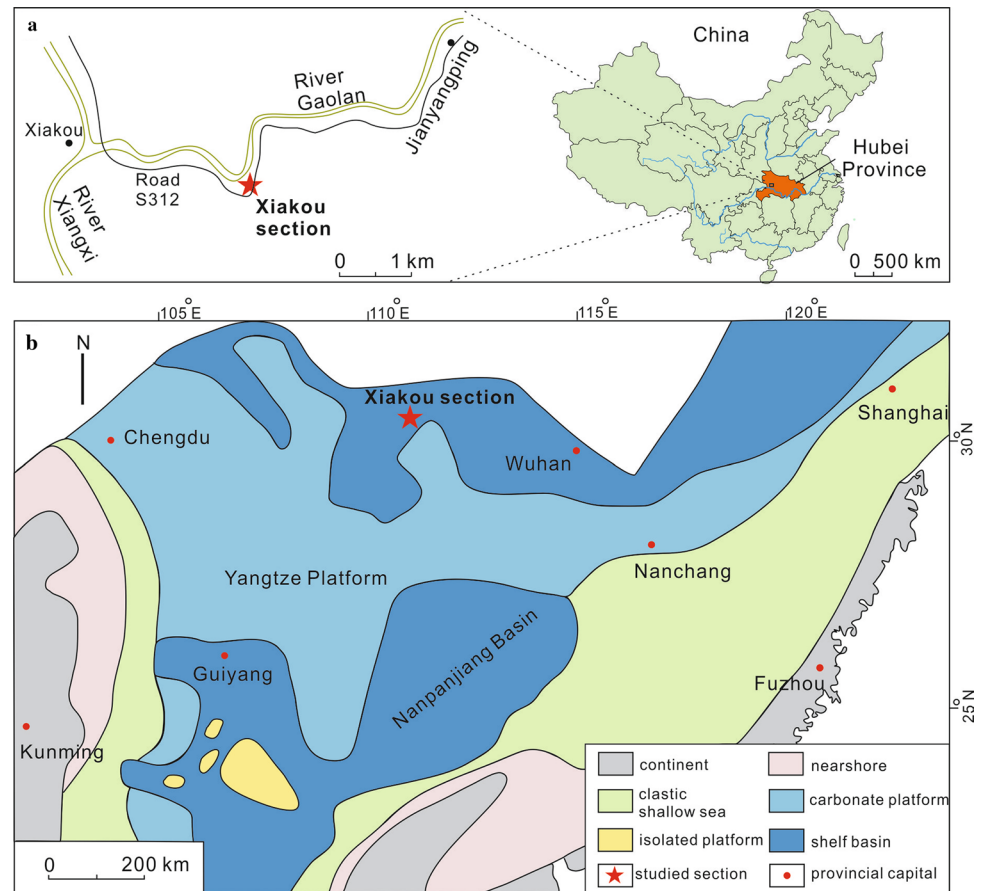 a
China
River
Gaolan
Jianyangping
Xiakou
Road
S312
River
Xiangxi
Xiakou
section
Hubei
Province
0 1 km
0 500 km
105°E 110°E 115°E 120°E
b
N
Xiakou section
Shanghai
Chengdu
Wuhan
30°N
Yangtze Platform
Nanchang
Nanpanjiang Basin
Guiyang
Fuzhou
25°N
Kunming
continent
nearshore
clastic
shallow sea
carbonate platform
isolated platform
shelf basin
studied section
provincial capital
0 200 km